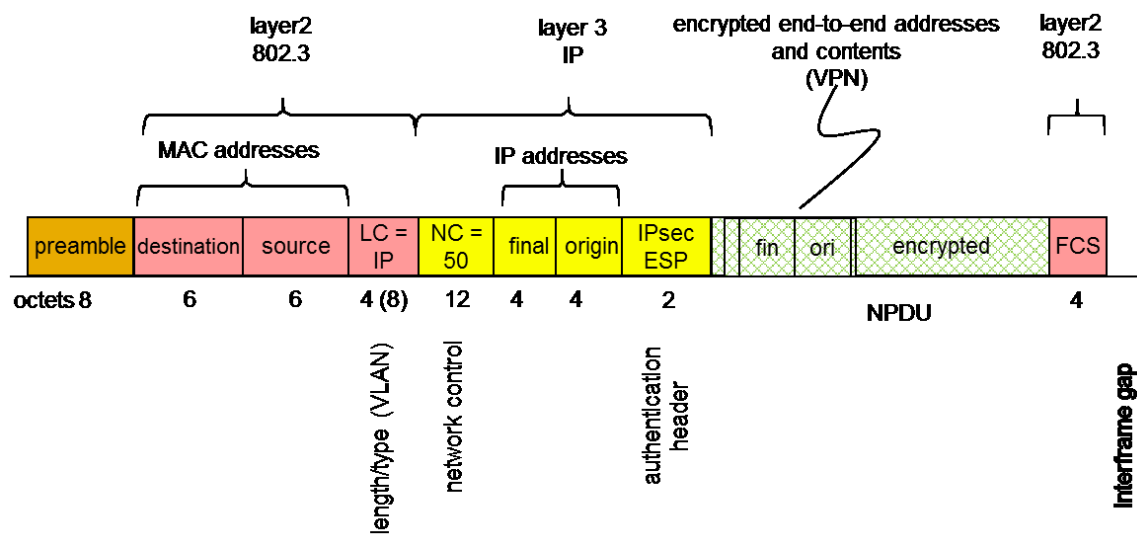 layer2
802.3
layer 3
IP
encrypted end-to-end addresses
and contents
(VPN)
layer2
802.3
MAC addresses
IP addresses
preamble
destination
source
LC =
IP
NC =
50
final
origin
IPsec
ESP
fin
ori
encrypted
FCS
octets 8
6
6
4 (8)
12
4
4
2
NPDU
4
length/type (VLAN)
network control
authentication
header
Interframe gap